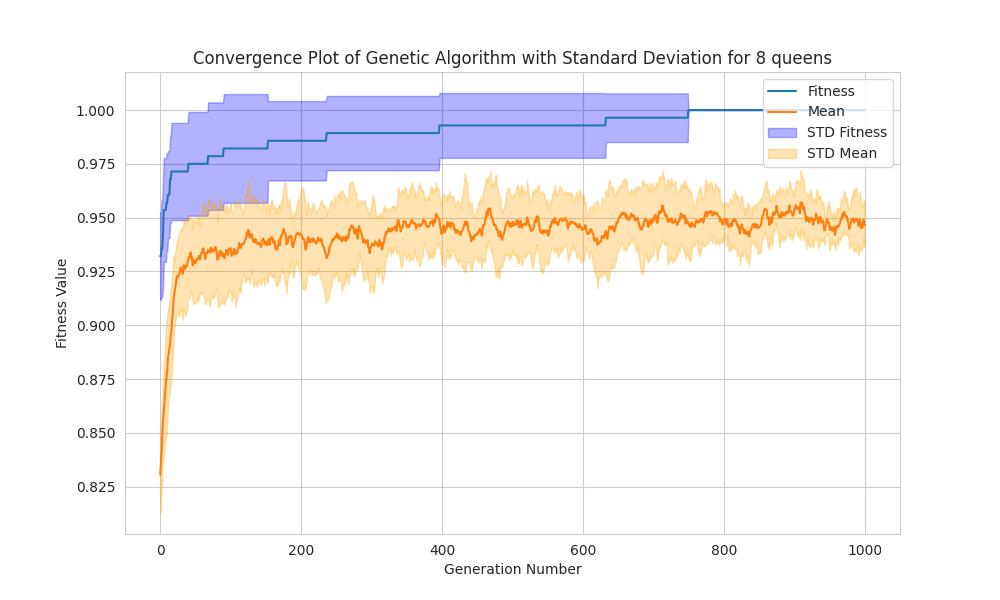 Convergence Plot of Genetic Algorithm with Standard Deviation for 8 queens
Fitness
Mean
STD Fitness
STD Mean
Fitness Value
1.000
0.975
0.950
0.925
0.900
0.875
0.850
0.825
0 200 400 600 800 1000
Generation Number